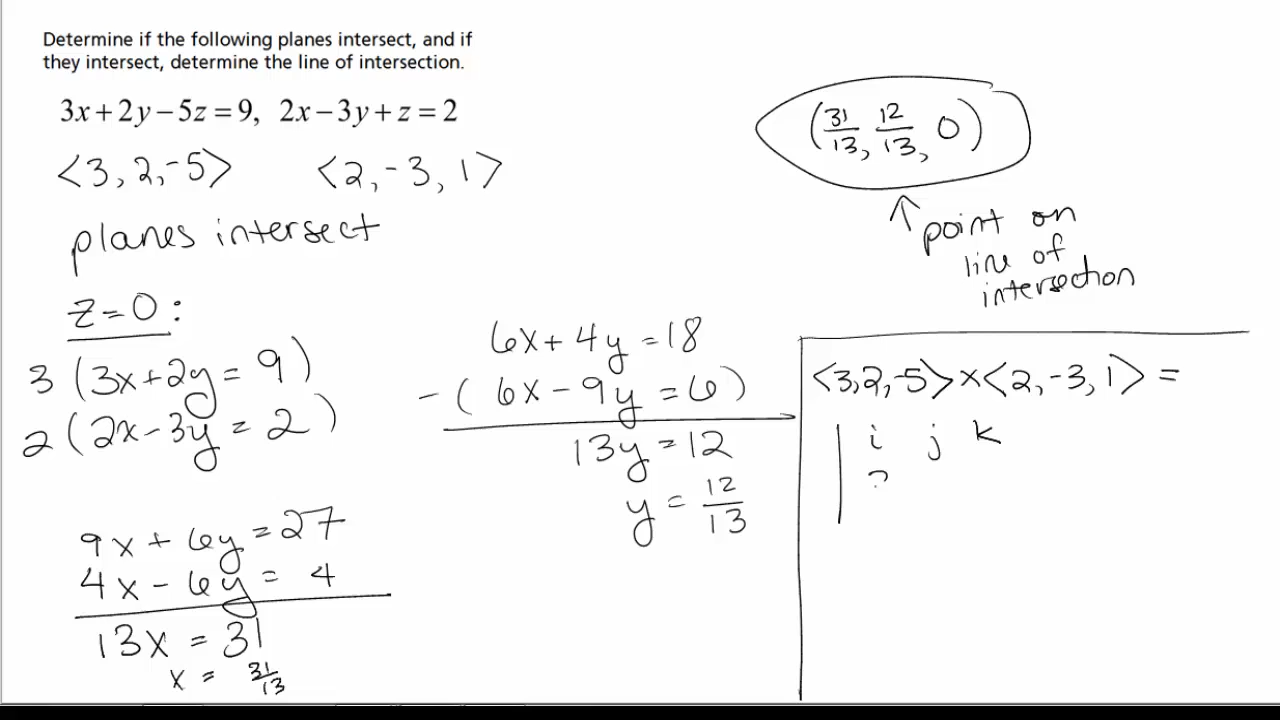 Determine if the following planes intersect, and if
they intersect, determine the line of intersection.
3x+2y−5z=9, 2x−3y+z=2
<3, 2, -5> <2, -3, 1>
planes intersect
z=0:
3 (3x+2y=9)
2 (2x-3y=2)
9x+6y=27
4x-6y=4
13x=31
x=31/13
6x+4y=18
-(6x-9y=6)
13y=12
y=12/13
(31/13, 12/13, 0)
↑ point on
line of
intersection
<3,2,-5>×<2,-3,1>=
| i j k